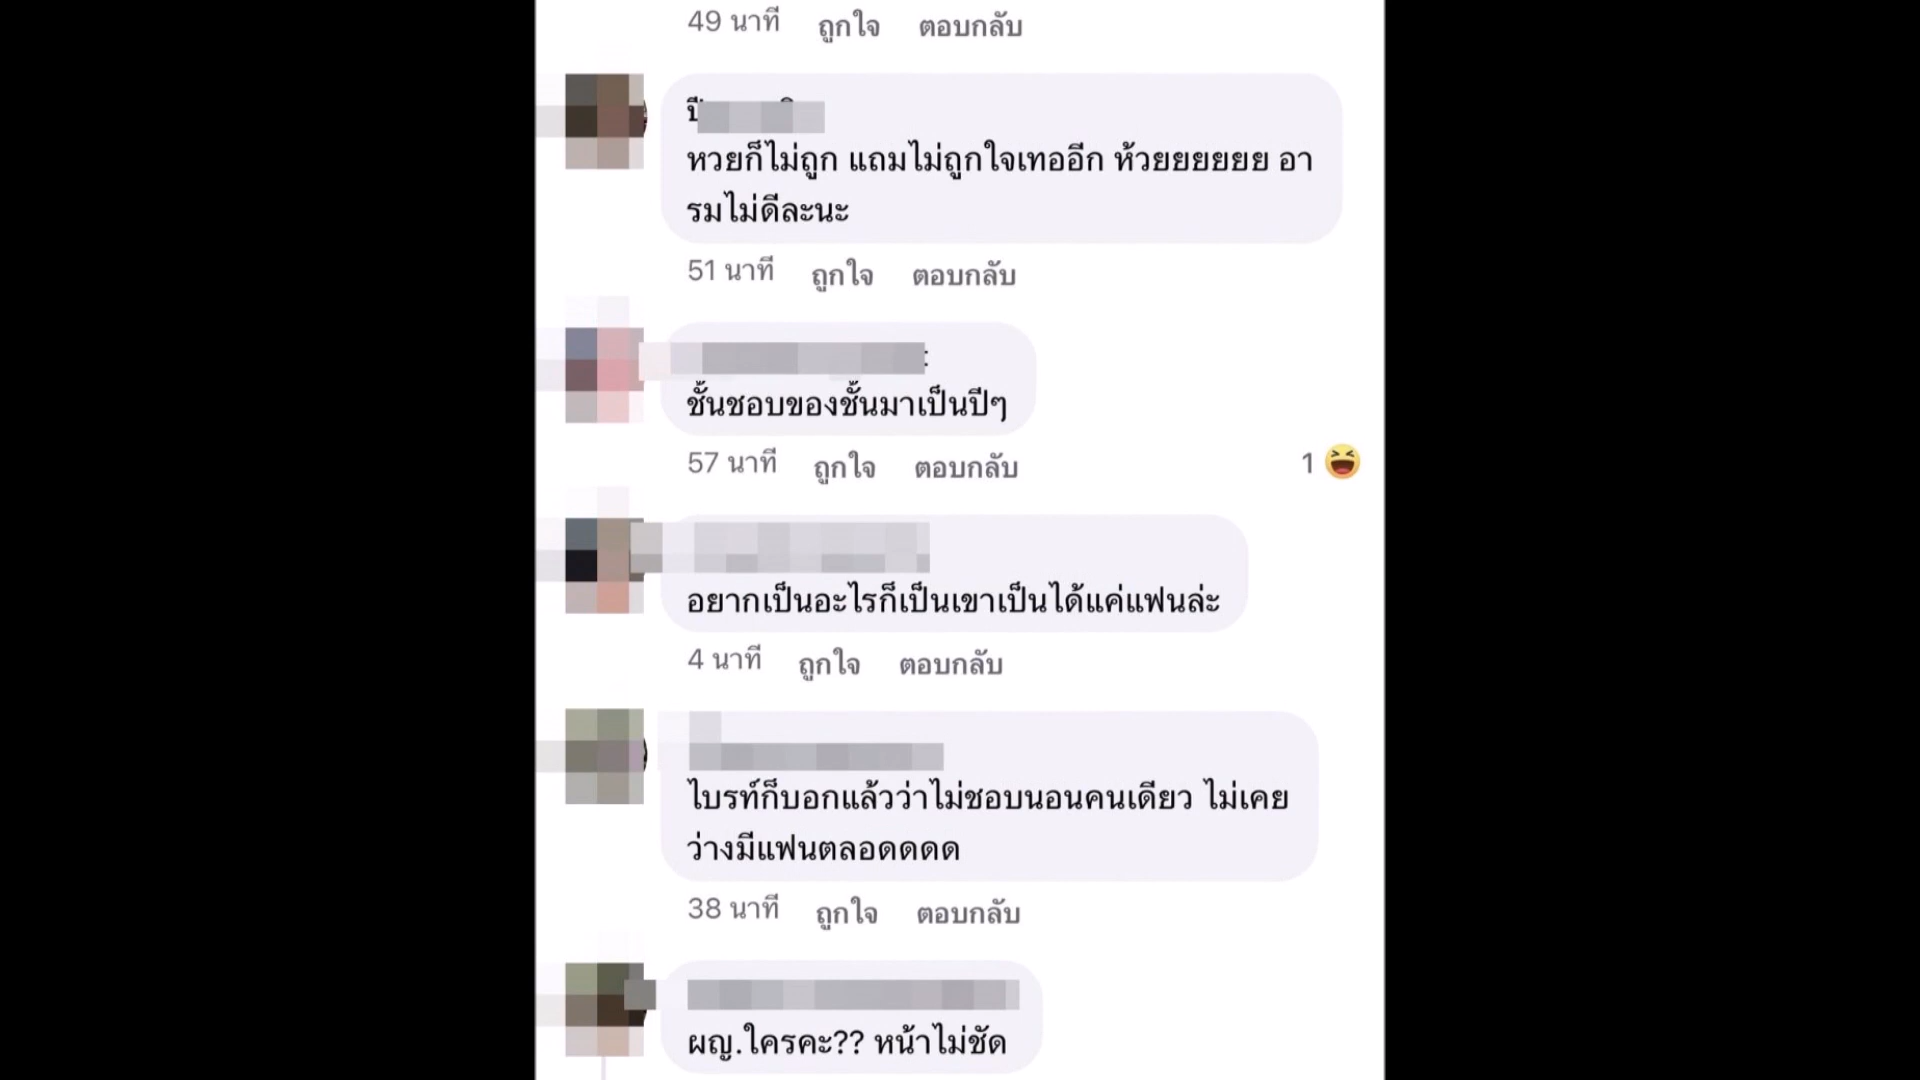 49 นาที ถูกใจ ตอบกลับ
หวยก็ไม่ถูก แถมไม่ถูกใจเทออีก ห้วยยยยยย อา
รมไม่ดีละนะ
51 นาที ถูกใจ ตอบกลับ
ชั้นชอบของชั้นมาเป็นปีๆ
57 นาที ถูกใจ ตอบกลับ 1
อยากเป็นอะไรก็เป็นเขาเป็นได้แค่แฟนล่ะ
4 นาที ถูกใจ ตอบกลับ
ไบรท์ก็บอกแล้วว่าไม่ชอบนอนคนเดียว ไม่เคย
ว่างมีแฟนตลอดดดด
38 นาที ถูกใจ ตอบกลับ
ผญ.ใครคะ?? หน้าไม่ชัด